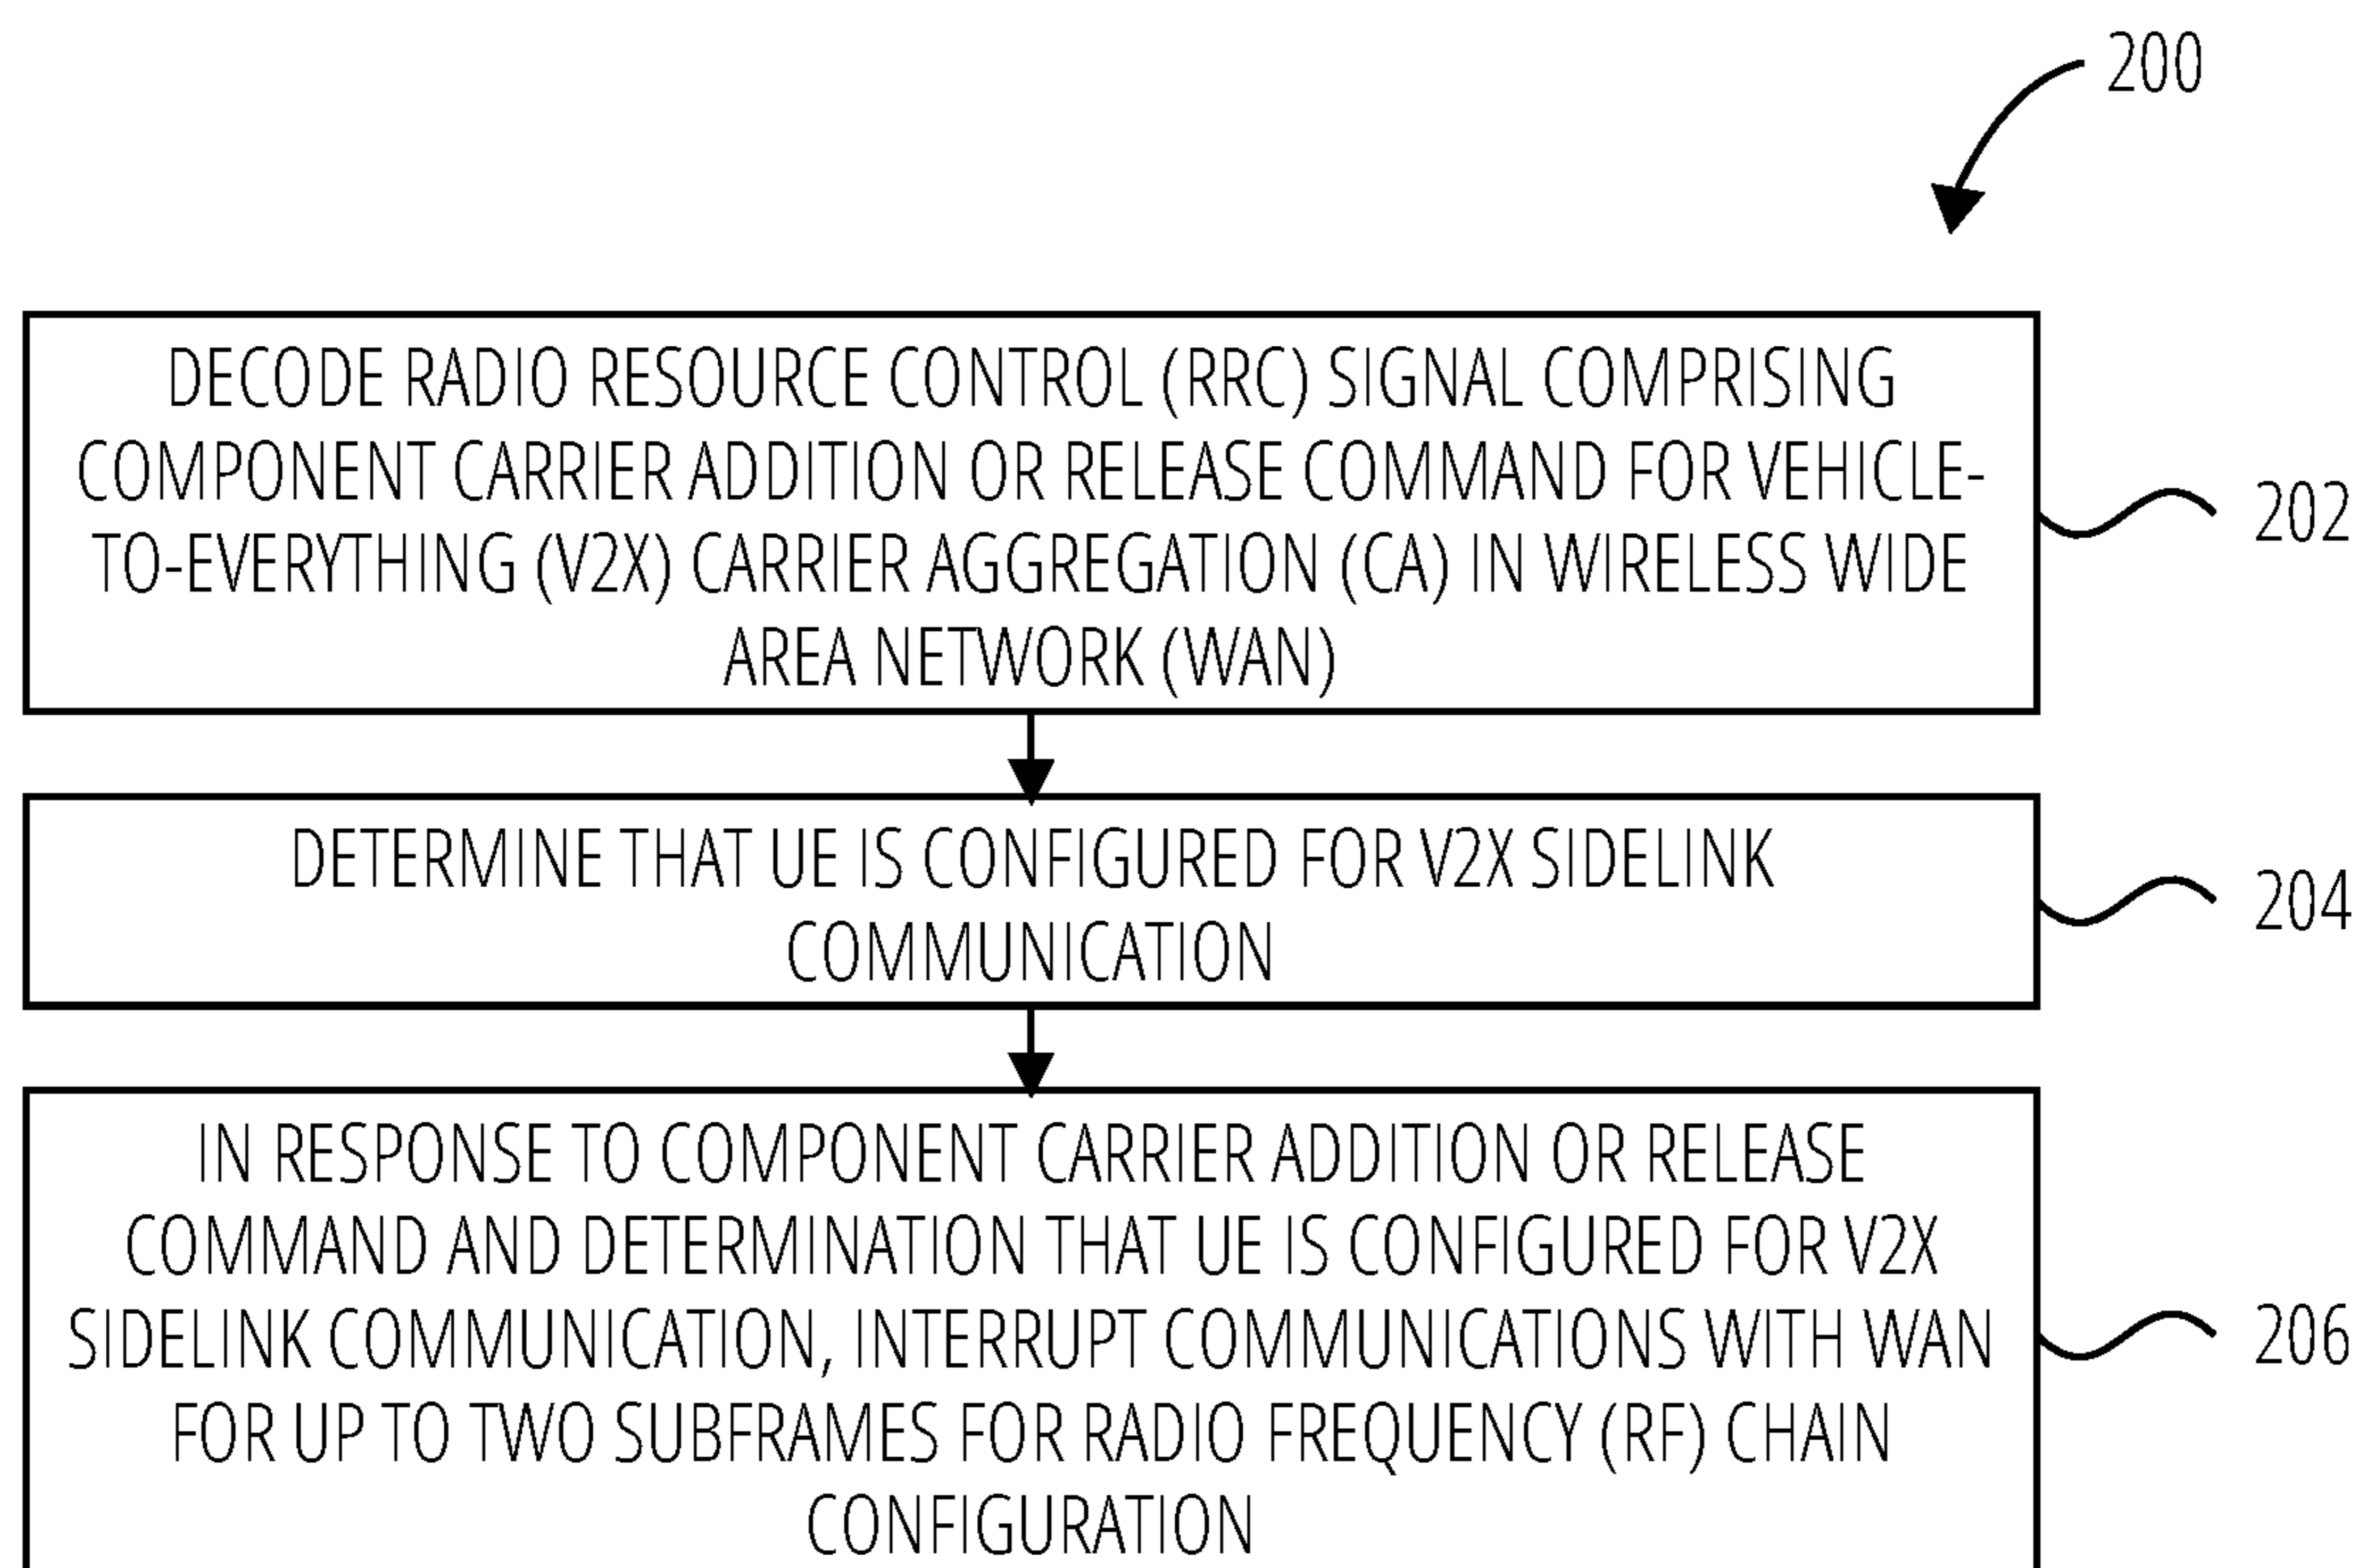 200
DECODE RADIO RESOURCE CONTROL (RRC) SIGNAL COMPRISING
COMPONENT CARRIER ADDITION OR RELEASE COMMAND FOR VEHICLE-
TO-EVERYTHING (V2X) CARRIER AGGREGATION (CA) IN WIRELESS WIDE
AREA NETWORK (WAN)
202
DETERMINE THAT UE IS CONFIGURED FOR V2X SIDELINK
COMMUNICATION
204
IN RESPONSE TO COMPONENT CARRIER ADDITION OR RELEASE
COMMAND AND DETERMINATION THAT UE IS CONFIGURED FOR V2X
SIDELINK COMMUNICATION, INTERRUPT COMMUNICATIONS WITH WAN
FOR UP TO TWO SUBFRAMES FOR RADIO FREQUENCY (RF) CHAIN
CONFIGURATION
206